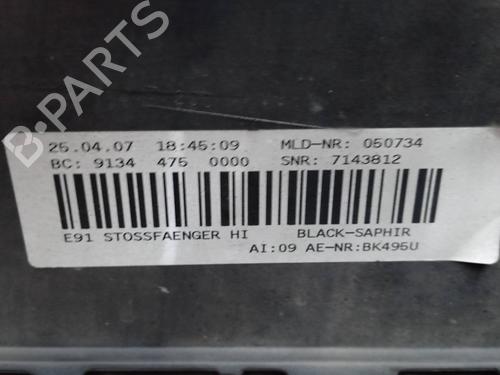 B-PARTS
25.04.07 18:45:09 MLD-NR: 050734
BC: 9134 475 0000 SNR: 7143812
E91 STOSSFAENGER HI BLACK-SAPHIR
AI:09 AE-NR:BK495U